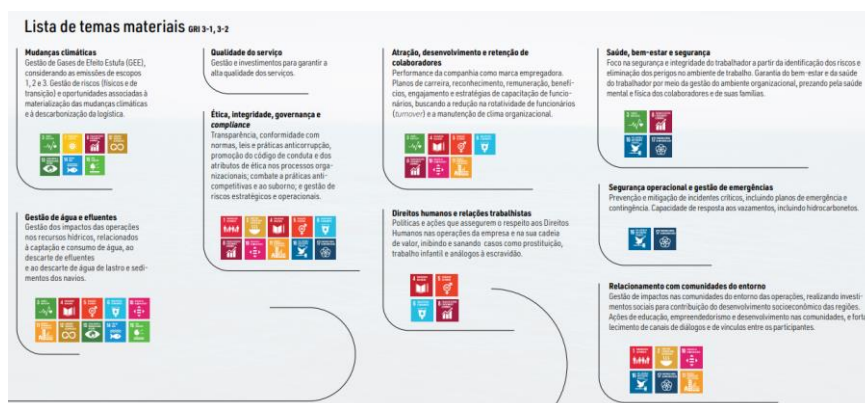 Lista de temas materiais GRI 3-1, 3-2
Mudanças climáticas
Gestão de Gases de Efeito Estufa (GEE),
considerando as emissões de escopos
1, 2 e 3. Gestão de riscos (físicos e de
transição) e oportunidades associadas à
materialização das mudanças climáticas
e à descarbonização da logística.
Gestão de água e efluentes
Gestão dos impactos das operações
nos recursos hídricos, relacionados
à captação e consumo de água, ao
descarte de efluentes
e ao descarte de água de lastro e sedi-
mentos dos navios.
Qualidade do serviço
Gestão e investimentos para garantir a
alta qualidade dos serviços.
Ética, integridade, governança e
compliance
Transparência, conformidade com
normas, leis e práticas anticorrupção,
promoção do código de conduta e dos
atributos de ética nos processos orga-
nizacionais; combate a práticas anti-
competitivas e ao suborno; e gestão de
riscos estratégicos e operacionais.
Atração, desenvolvimento e retenção de
colaboradores
Performance da companhia como marca empregadora.
Planos de carreira, reconhecimento, remuneração, benefí-
cios, engajamento e estratégias de capacitação de funcio-
nários, buscando a redução na rotatividade de funcionários
(turnover) e a manutenção de clima organizacional.
Direitos humanos e relações trabalhistas
Políticas e ações que assegurem o respeito aos Direitos
Humanos nas operações da empresa e na sua cadeia
de valor, inibindo e sanando casos como prostituição,
trabalho infantil e análogos à escravidão.
Saúde, bem-estar e segurança
Foco na segurança e integridade do trabalhador a partir da identificação dos riscos e
eliminação dos perigos no ambiente de trabalho. Garantia do bem-estar e da saúde
do trabalhador por meio da gestão do ambiente organizacional, prezando pela saúde
mental e física dos colaboradores e de suas famílias.
Segurança operacional e gestão de emergências
Prevenção e mitigação de incidentes críticos, incluindo planos de emergência e
contingência. Capacidade de resposta aos vazamentos, incluindo hidrocarbonetos.
Relacionamento com comunidades do entorno
Gestão de impactos nas comunidades do entorno das operações, realizando investi-
mentos sociais para contribuição do desenvolvimento socioeconômico das regiões.
Ações de educação, empreendedorismo e desenvolvimento nas comunidades, e forta
lecimento de canais de diálogos e de vínculos entre os participantes.